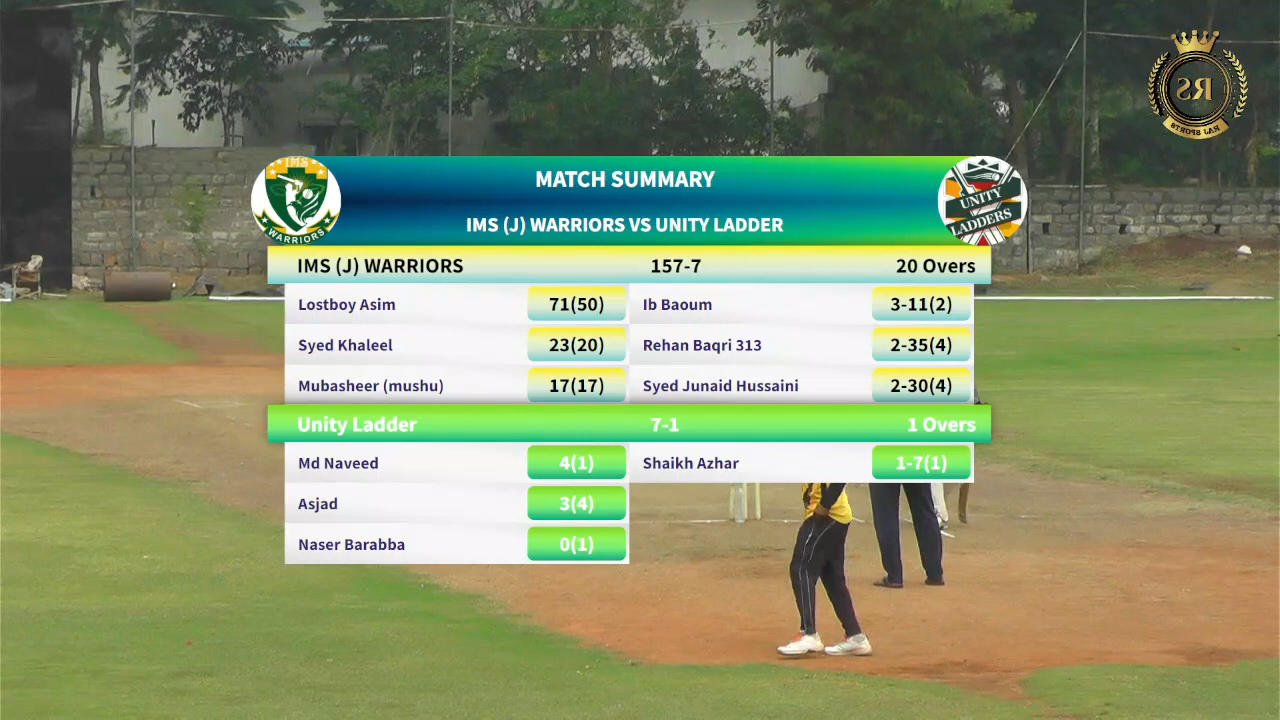 MATCH SUMMARY
IMS (J) WARRIORS VS UNITY LADDER
IMS
WARRIORS
UNITY
LADDERS
RS
RAJ SPORTS
IMS (J) WARRIORS 157-7 20 Overs
Lostboy Asim 71(50) Ib Baoum 3-11(2)
Syed Khaleel 23(20) Rehan Baqri 313 2-35(4)
Mubasheer (mushu) 17(17) Syed Junaid Hussaini 2-30(4)
Unity Ladder 7-1 1 Overs
Md Naveed 4(1) Shaikh Azhar 1-7(1)
Asjad 3(4)
Naser Barabba 0(1)